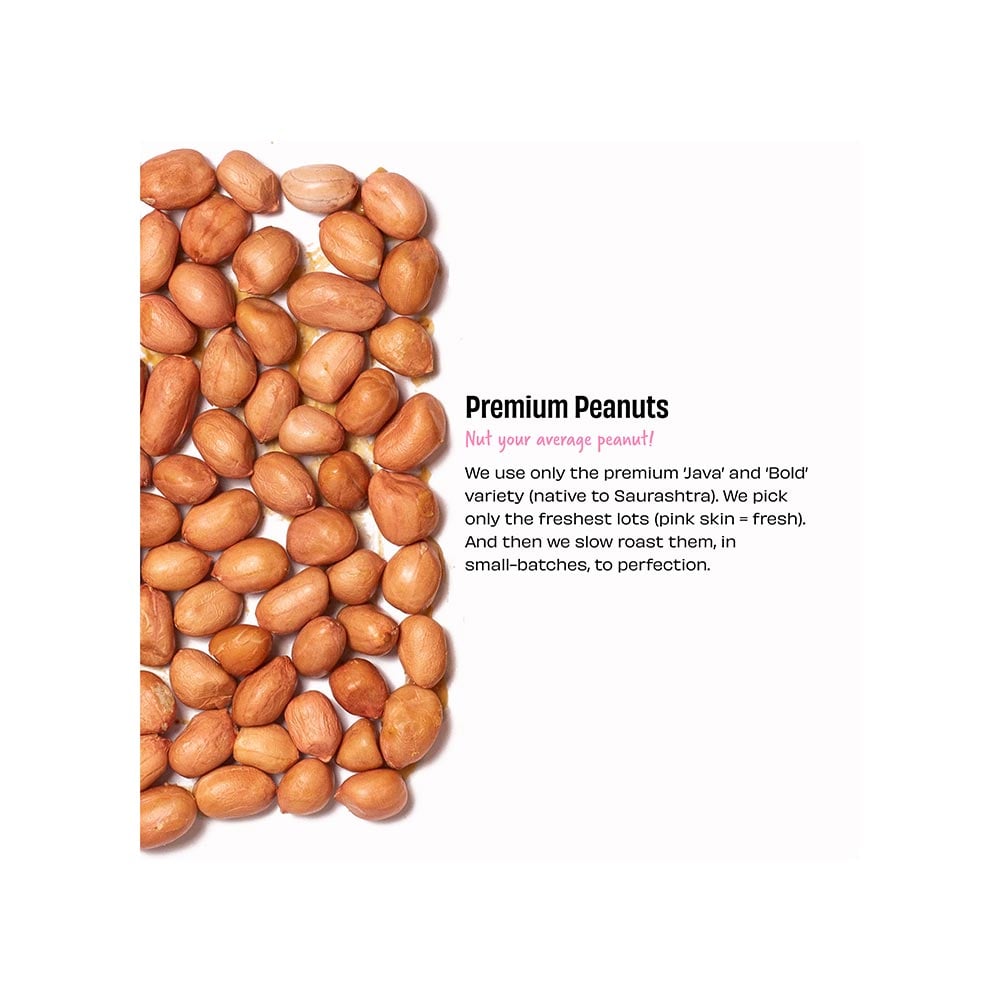 Premium Peanuts
Nut your average peanut!
We use only the premium ‘Java’ and ‘Bold’
variety (native to Saurashtra). We pick
only the freshest lots (pink skin = fresh).
And then we slow roast them, in
small-batches, to perfection.